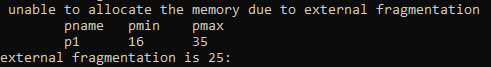 unable to allocate the memory due to external fragmentation
pname pmin pmax
p1 16 35
external fragmentation is 25: